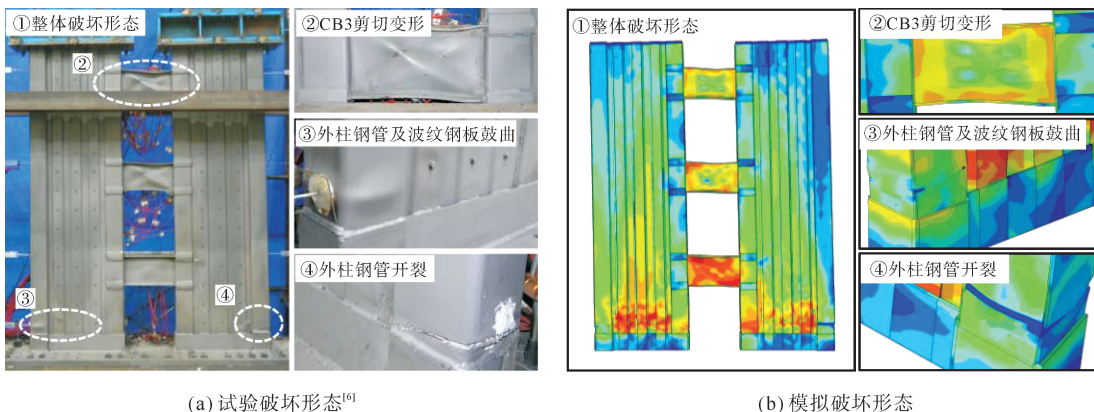 ①整体破坏形态
②
③
④
②CB3剪切变形
③外柱钢管及波纹钢板鼓曲
④外柱钢管开裂
(a) 试验破坏形态[6]
①整体破坏形态
②CB3剪切变形
③外柱钢管及波纹钢板鼓曲
④外柱钢管开裂
(b) 模拟破坏形态